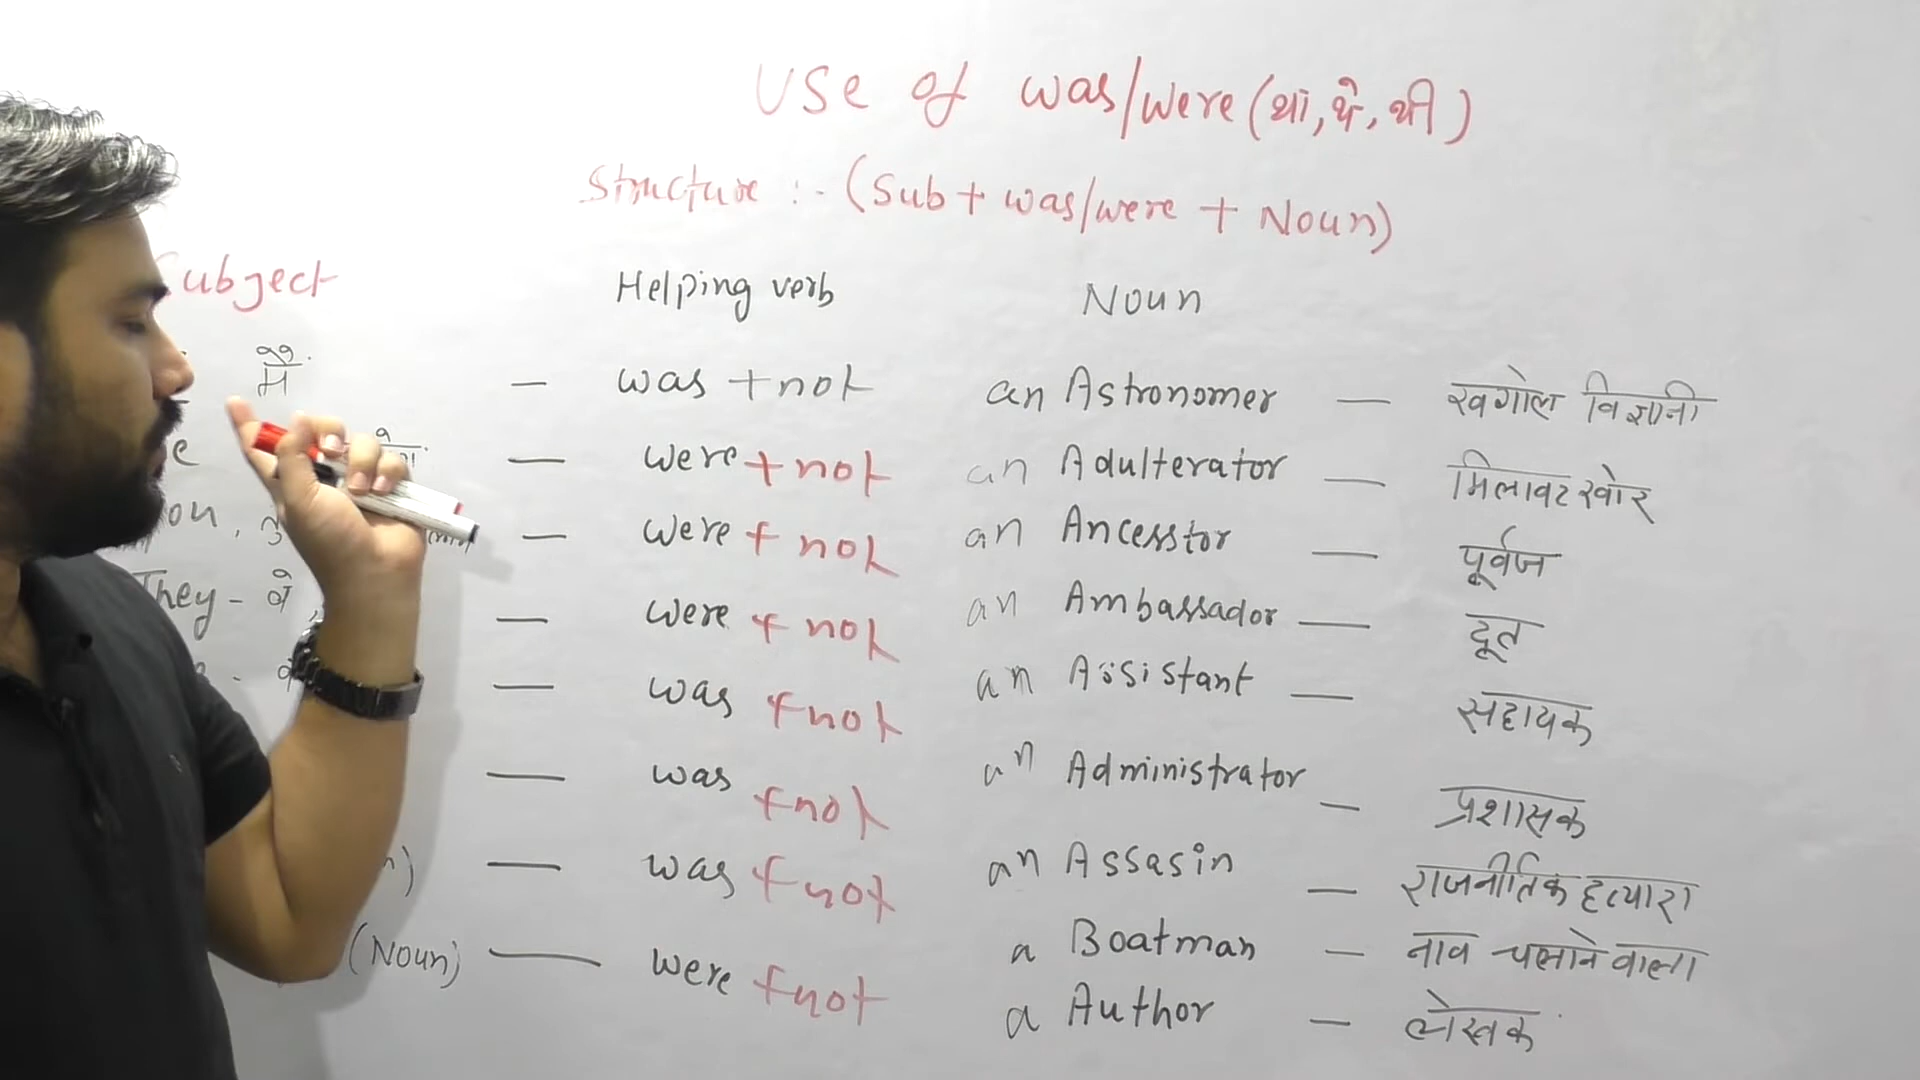 USe of was/were (था, थे, थी)
Structure :- (Sub + was/were + Noun)
Subject Helping verb Noun
मैं — was + not an Astronomer — खगोल विज्ञानी
— were + not an Adulterator — मिलावटखोर
— were + not an Ancesstor — पूर्वज
They - वे, — were + not an Ambassador — दूत
— was + not an Assistant — सहायक
— was + not an Administrator — प्रशासक
— was + not an Assasin — राजनीतिक हत्यारा
(Noun) — were + not a Boatman — नाव चलाने वाला
a Author — लेखक